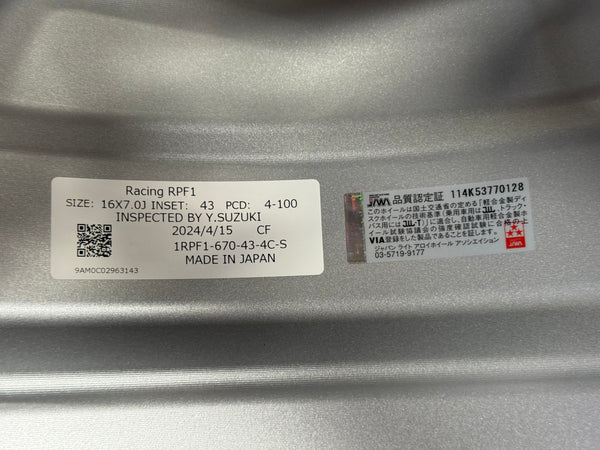 Racing RPF1
SIZE: 16X7.0J INSET: 43 PCD: 4-100
INSPECTED BY Y.SUZUKI
2024/4/15 CF
1RPF1-670-43-4C-S
MADE IN JAPAN
9AM0C02963143
JAWA 品質認定証 114K53770128
このホイールは国土交通省の定める「軽合金製ディ
スクホイールの技術基準(乗用車用はJWL トラック・
バス用にはJWL-T)」に適合し、自動車用軽合金製ホ
イール試験協議会の強度確認試験に合格し
VIA登録をした製品であることを証します。
ジャパン ライト アロイホイール アソシエイション
03-5719-9177
JAWA